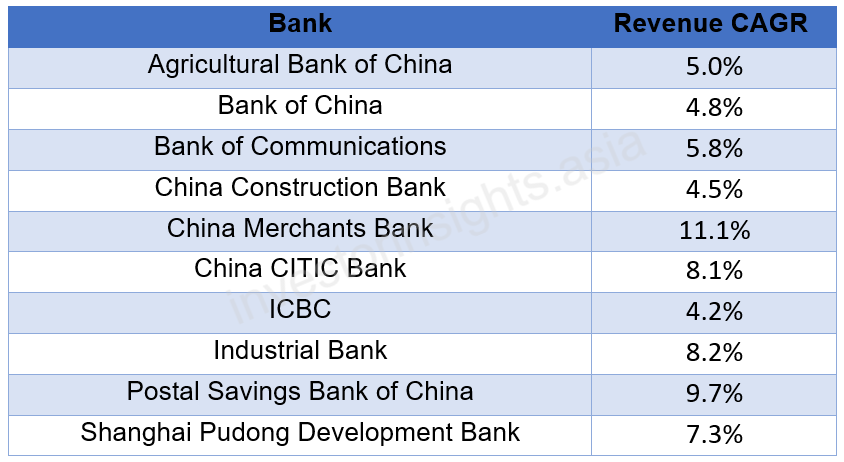 Bank Revenue CAGR
Agricultural Bank of China 5.0%
Bank of China 4.8%
Bank of Communications 5.8%
China Construction Bank 4.5%
China Merchants Bank 11.1%
China CITIC Bank 8.1%
ICBC 4.2%
Industrial Bank 8.2%
Postal Savings Bank of China 9.7%
Shanghai Pudong Development Bank 7.3%
investorinsights.asia